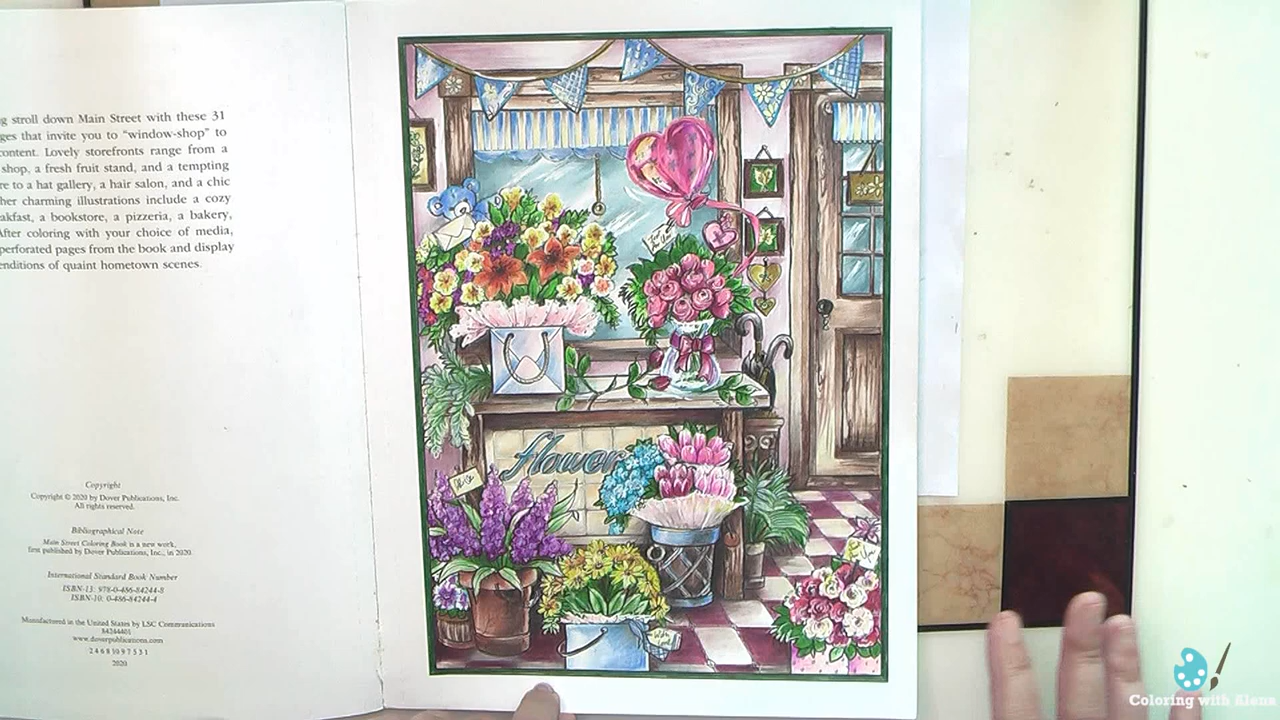 g stroll down Main Street with these 31
ges that invite you to "window-shop" to
content. Lovely storefronts range from a
shop, a fresh fruit stand, and a tempting
re to a hat gallery, a hair salon, and a chic
her charming illustrations include a cozy
akfast, a bookstore, a pizzeria, a bakery,
After coloring with your choice of media,
perforated pages from the book and display
enditions of quaint hometown scenes.
Copyright
Copyright © 2020 by Dover Publications, Inc.
All rights reserved.
Bibliographical Note
Main Street Coloring Book is a new work,
first published by Dover Publications, Inc., in 2020.
International Standard Book Number
ISBN-13: 978-0-486-84244-8
ISBN-10: 0-486-84244-4
Manufactured in the United States by LSC Communications
84244401
www.doverpublications.com
2 4 6 8 10 9 7 5 3 1
2020
flower
Coloring with Alena